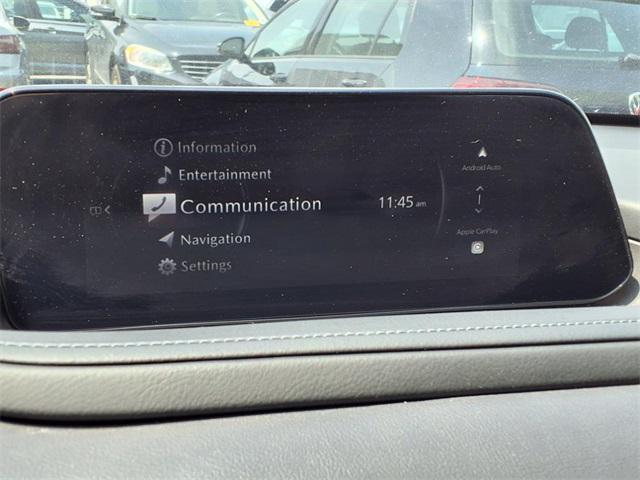 Information
Entertainment
Communication
11:45 am
Navigation
Settings
Android Auto
Apple CarPlay